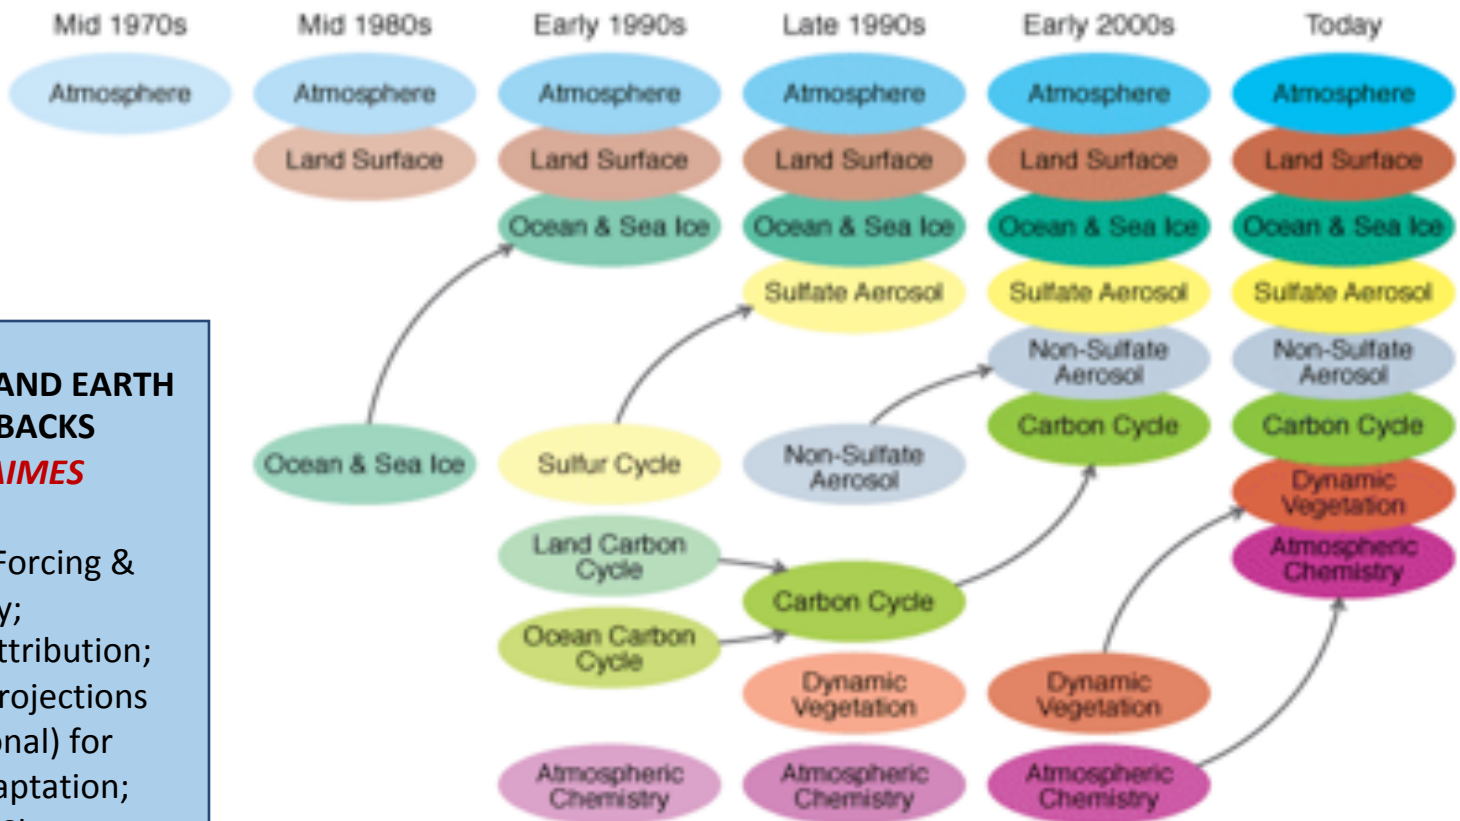 Mid 1970s
Mid 1980s
Early 1990s
Late 1990s
Early 2000s
Today
Atmosphere
Atmosphere
Atmosphere
Atmosphere
Atmosphere
Atmosphere
Land Surface
Land Surface
Land Surface
Land Surface
Land Surface
Ocean & Sea Ice
Ocean & Sea Ice
Ocean & Sea Ice
Ocean & Sea Ice
Sulfate Aerosol
Sulfate Aerosol
Sulfate Aerosol
Non-Sulfate
Aerosol
Non-Sulfate
Aerosol
Carbon Cycle
Carbon Cycle
Ocean & Sea Ice
Sulfur Cycle
Non-Sulfate
Aerosol
Dynamic
Vegetation
Land Carbon
Cycle
Atmospheric
Chemistry
Carbon Cycle
Ocean Carbon
Cycle
Dynamic
Vegetation
Dynamic
Vegetation
Atmospheric
Chemistry
Atmospheric
Chemistry
Atmospheric
Chemistry
AND EARTH
BACKS
AIMES
Forcing &
y;
ttribution;
rojections
onal) for
aptation;